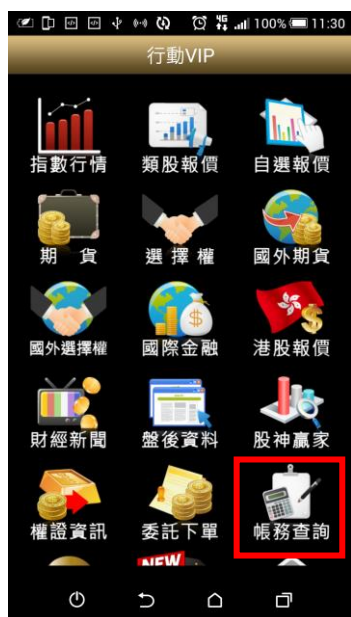 4G 100% 11:30
行動VIP
指數行情 類股報價 自選報價
期 貨 選 擇 權 國外期貨
國外選擇權 國際金融 港股報價
財經新聞 盤後資料 股神贏家
權證資訊 委託下單 帳務查詢
NEW